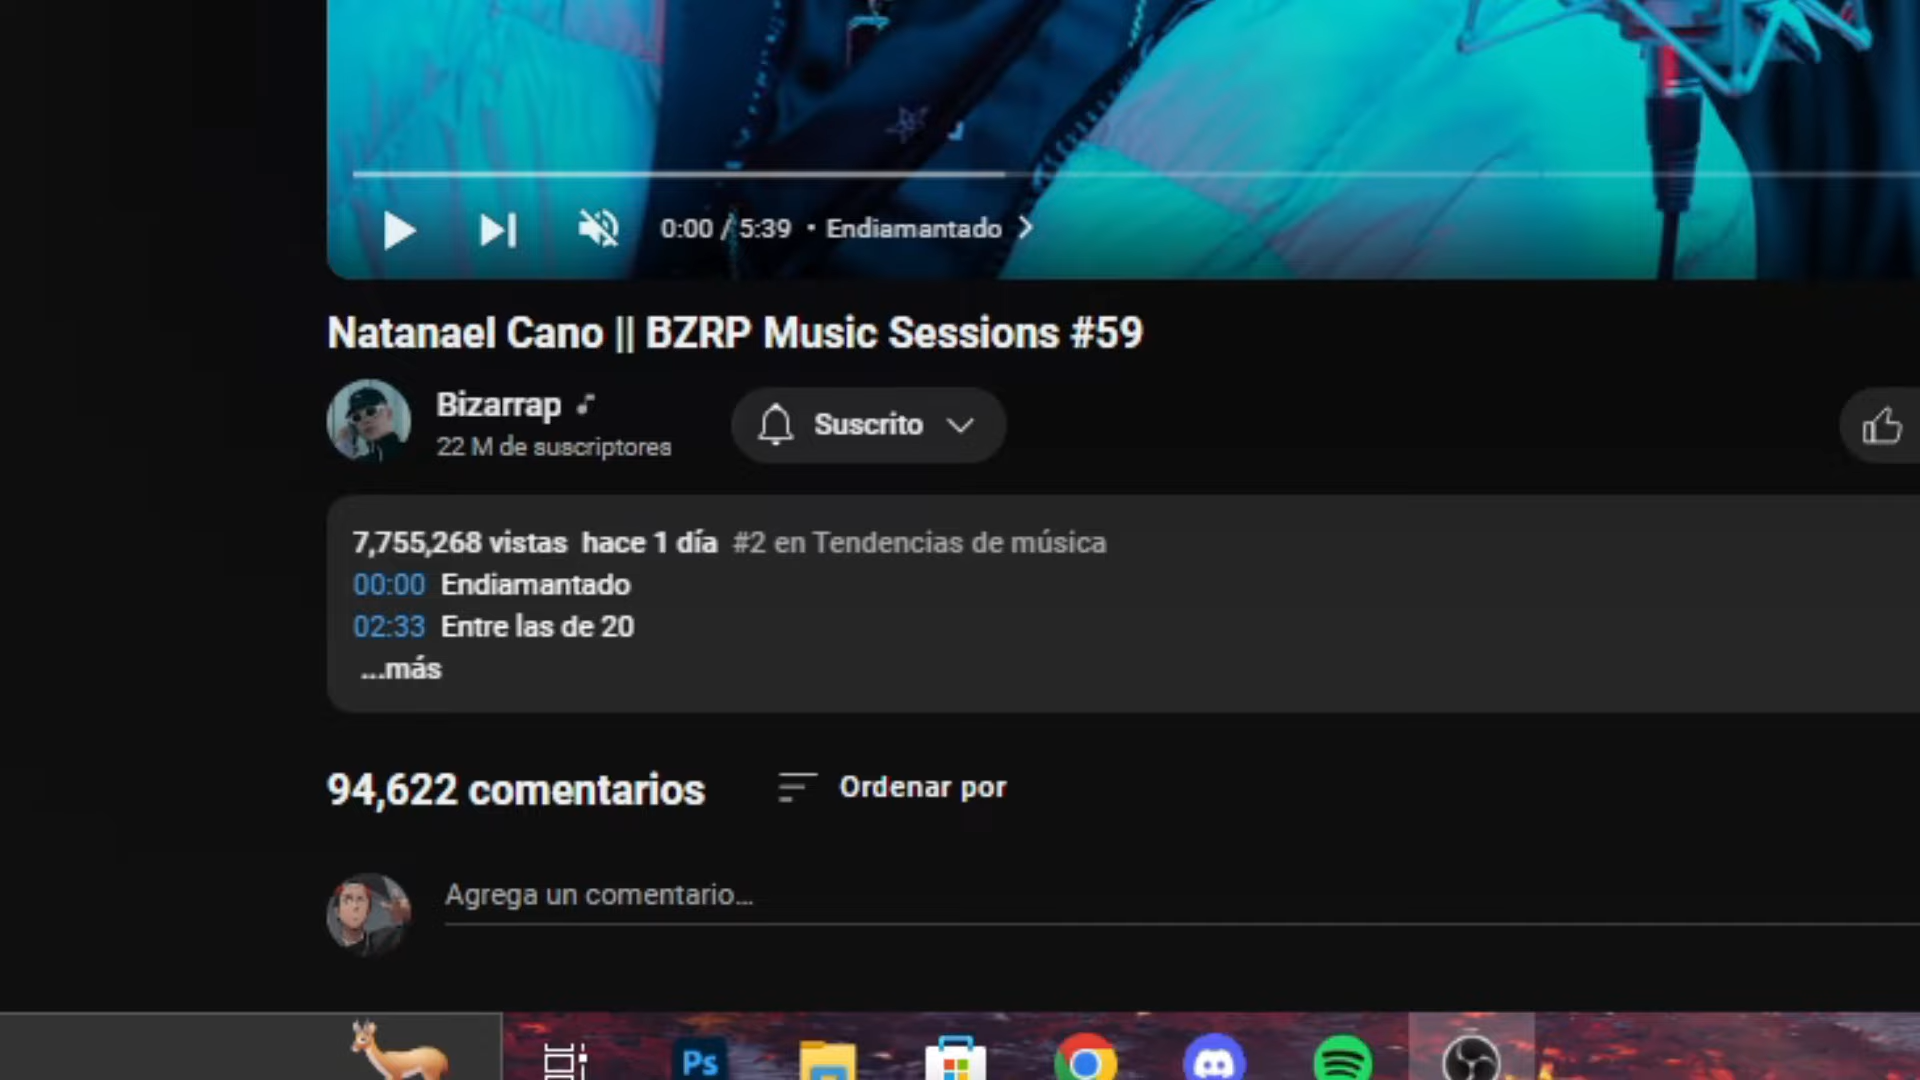 0:00 / 5:39 • Endiamantado
Natanael Cano || BZRP Music Sessions #59
Bizarrap
22 M de suscriptores
Suscrito
7,755,268 vistas hace 1 día #2 en Tendencias de música
00:00 Endiamantado
02:33 Entre las de 20
...más
94,622 comentarios
Ordenar por
Agrega un comentario...
Ps